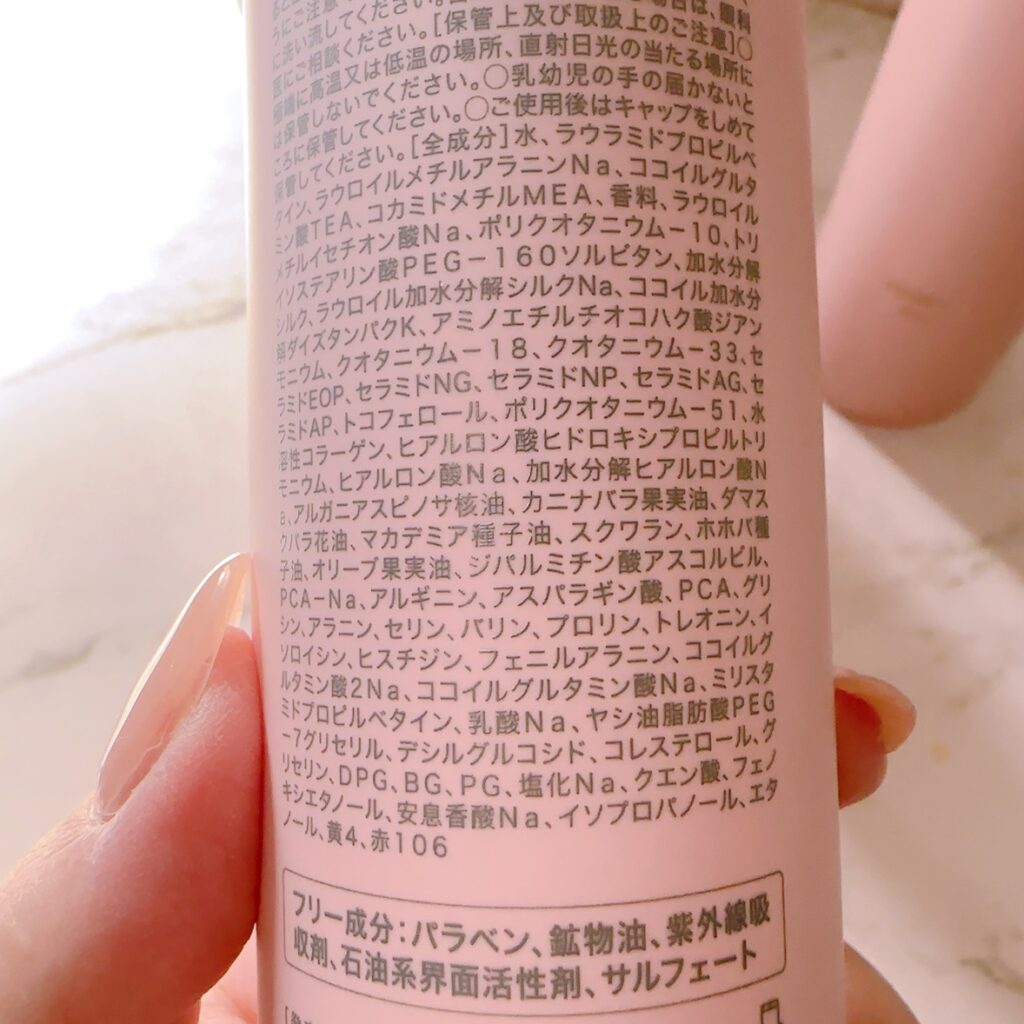 うにご注意
に洗い流してください。
医にご相談ください。[保管上及び取扱上のご注意]○
極端に高温又は低温の場所、直射日光の当たる場所に
は保管しないでください。○乳幼児の手の届かないと
ころに保管してください。○ご使用後はキャップをしめて
保管してください。[全成分]水、ラウラミドプロピルベ
タイン、ラウロイルメチルアラニンNa、ココイルグルタ
ミン酸TEA、コカミドメチルMEA、香料、ラウロイル
メチルイセチオン酸Na、ポリクオタニウム－10、トリ
イソステアリン酸PEG－160ソルビタン、加水分解
シルク、ラウロイル加水分解シルクNa、ココイル加水分
解ダイズタンパクK、アミノエチルチオコハク酸ジアン
モニウム、クオタニウム－18、クオタニウム－33、セ
ラミドEOP、セラミドNG、セラミドNP、セラミドAG、セ
ラミドAP、トコフェロール、ポリクオタニウム－51、水
溶性コラーゲン、ヒアルロン酸ヒドロキシプロピルトリ
モニウム、ヒアルロン酸Na、加水分解ヒアルロン酸N
a、アルガニアスピノサ核油、カニナバラ果実油、ダマス
クバラ花油、マカデミア種子油、スクワラン、ホホバ種
子油、オリーブ果実油、ジパルミチン酸アスコルビル、
PCA－Na、アルギニン、アスパラギン酸、PCA、グリ
シン、アラニン、セリン、バリン、プロリン、トレオニン、イ
ソロイシン、ヒスチジン、フェニルアラニン、ココイルグ
ルタミン酸2Na、ココイルグルタミン酸Na、ミリスタ
ミドプロピルベタイン、乳酸Na、ヤシ油脂肪酸PEG
－7グリセリル、デシルグルコシド、コレステロール、グ
リセリン、DPG、BG、PG、塩化Na、クエン酸、フェノ
キシエタノール、安息香酸Na、イソプロパノール、エタ
ノール、黄4、赤106
フリー成分：パラベン、鉱物油、紫外線吸
収剤、石油系界面活性剤、サルフェート